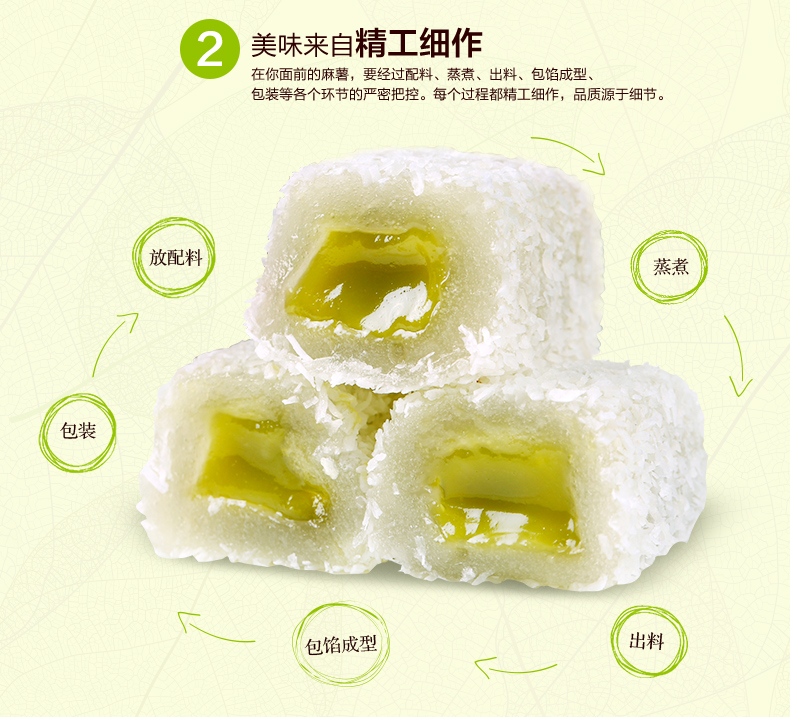 2
美味来自精工细作
在你面前的麻薯，要经过配料、蒸煮、出料、包馅成型、
包装等各个环节的严密把控。每个过程都精工细作，品质源于细节。
放配料
蒸煮
包装
包馅成型
出料